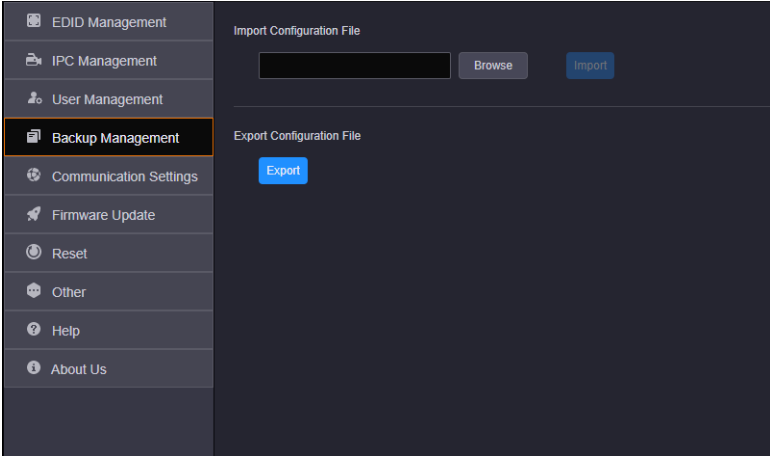 EDID Management
IPC Management
User Management
Backup Management
Communication Settings
Firmware Update
Reset
Other
Help
About Us
Import Configuration File
Browse
Import
Export Configuration File
Export